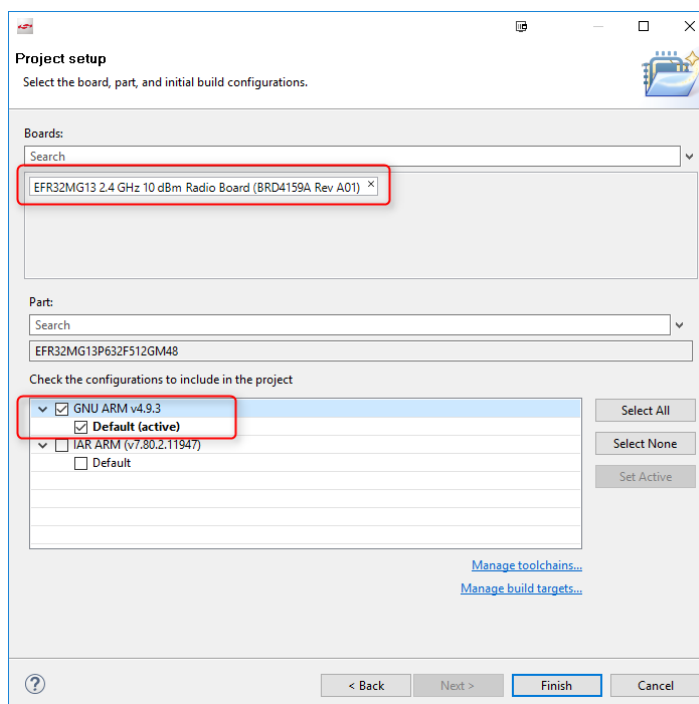 Project setup
Select the board, part, and initial build configurations.
Boards:
Search
EFR32MG13 2.4 GHz 10 dBm Radio Board (BRD4159A Rev A01) ×
Part:
Search
EFR32MG13P632F512GM48
Check the configurations to include in the project
GNU ARM v4.9.3
Default (active)
IAR ARM (v7.80.2.11947)
Default
Select All
Select None
Set Active
Manage toolchains...
Manage build targets...
< Back
Next >
Finish
Cancel